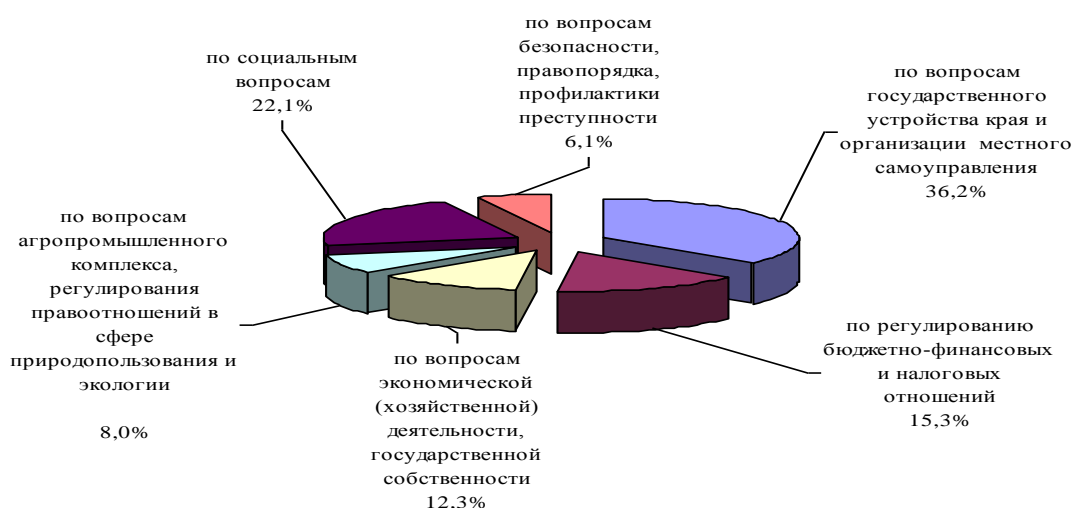 по вопросам
безопасности,
правопорядка,
профилактики
преступности
6,1%
по социальным
вопросам
22,1%
по вопросам
государственного
устройства края и
организации местного
самоуправления
36,2%
по вопросам
агропромышленного
комплекса,
регулирования
правоотношений в
сфере
природопользования и
экологии
8,0%
по регулированию
бюджетно-финансовых
и налоговых
отношений
15,3%
по вопросам
экономической
(хозяйственной)
деятельности,
государственной
собственности
12,3%